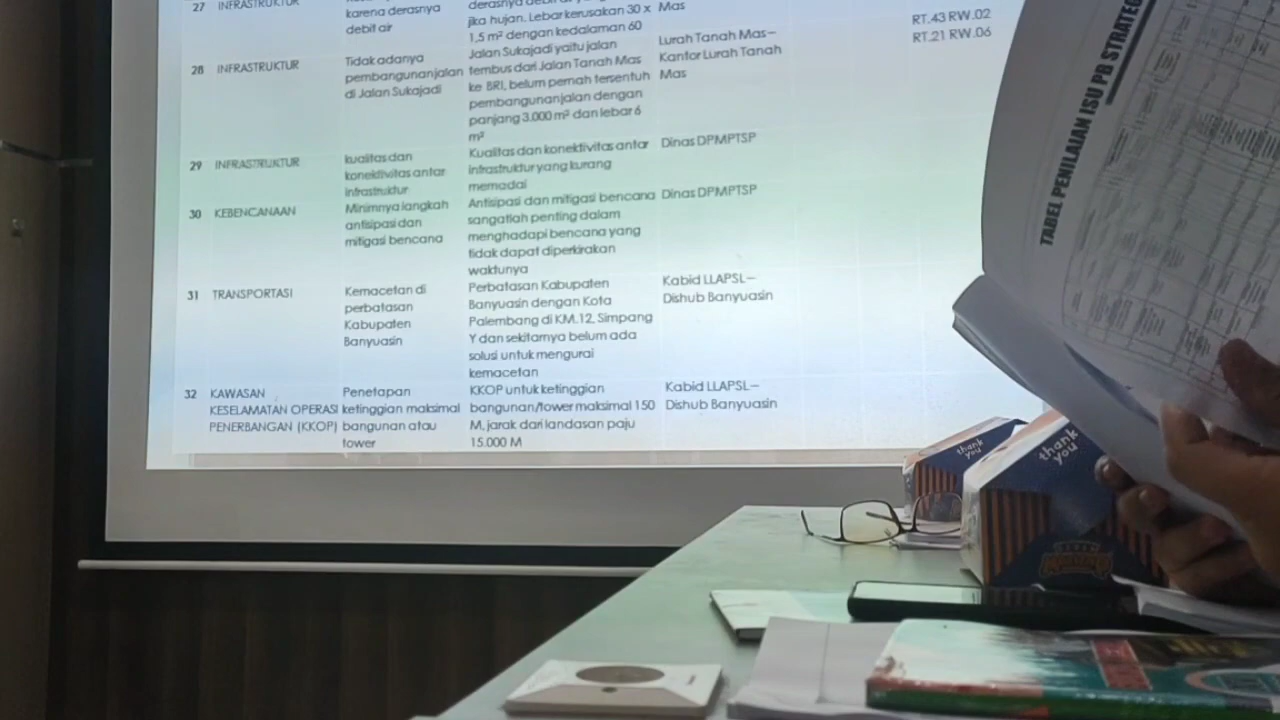 27 INFRASTRUKTUR
karena derasnya
debit air
jika hujan. Lebar kerusakan 30 x
1,5 m² dengan kedalaman 60
Mas
RT.43 RW.02
RT.21 RW.06
28 INFRASTRUKTUR
Tidak adanya
pembangunan jalan
di Jalan Sukajadi
Jalan Sukajadi yaitu jalan
tembus dari Jalan Tanah Mas
ke BRI, belum pernah tersentuh
pembangunan jalan dengan
panjang 3.000 m² dan lebar 6
m²
Lurah Tanah Mas –
Kantor Lurah Tanah
Mas
29 INFRASTRUKTUR
kualitas dan
konektivitas antar
infrastruktur
Kualitas dan konektivitas antar
infrastruktur yang kurang
memadai
Dinas DPMPTSP
30 KEBENCANAAN
Minimnya langkah
antisipasi dan
mitigasi bencana
Antisipasi dan mitigasi bencana
sangatlah penting dalam
menghadapi bencana yang
tidak dapat diperkirakan
waktunya
Dinas DPMPTSP
31 TRANSPORTASI
Kemacetan di
perbatasan
Kabupaten
Banyuasin
Perbatasan Kabupaten
Banyuasin dengan Kota
Palembang di KM.12, Simpang
Y dan sekitarnya belum ada
solusi untuk mengurai
kemacetan
Kabid LLAPSL –
Dishub Banyuasin
32 KAWASAN
KESELAMATAN OPERASI
PENERBANGAN (KKOP)
Penetapan
ketinggian maksimal
bangunan atau
tower
KKOP untuk ketinggian
bangunan/tower maksimal 150
M, jarak dari landasan paju
15.000 M
Kabid LLAPSL –
Dishub Banyuasin
TABEL PENILAIAN ISU PB STRATEG
thank
you
thank
you